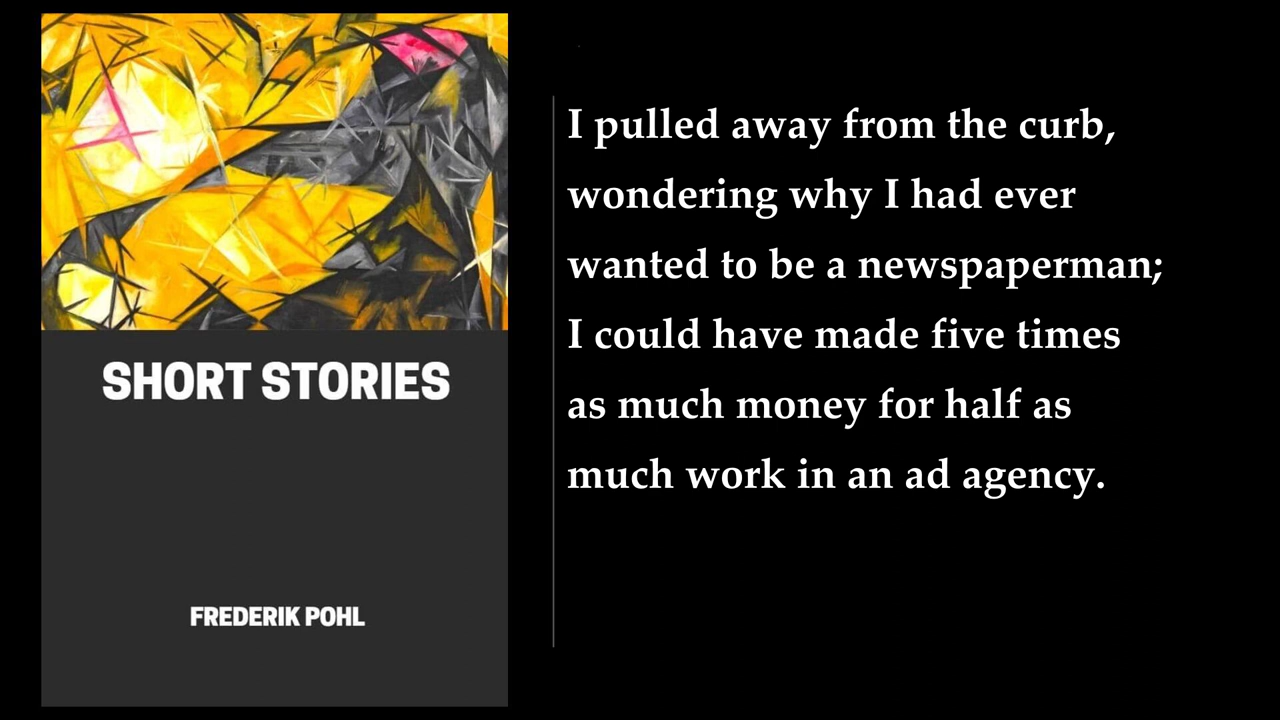 SHORT STORIES
FREDERIK POHL
I pulled away from the curb,
wondering why I had ever
wanted to be a newspaperman;
I could have made five times
as much money for half as
much work in an ad agency.